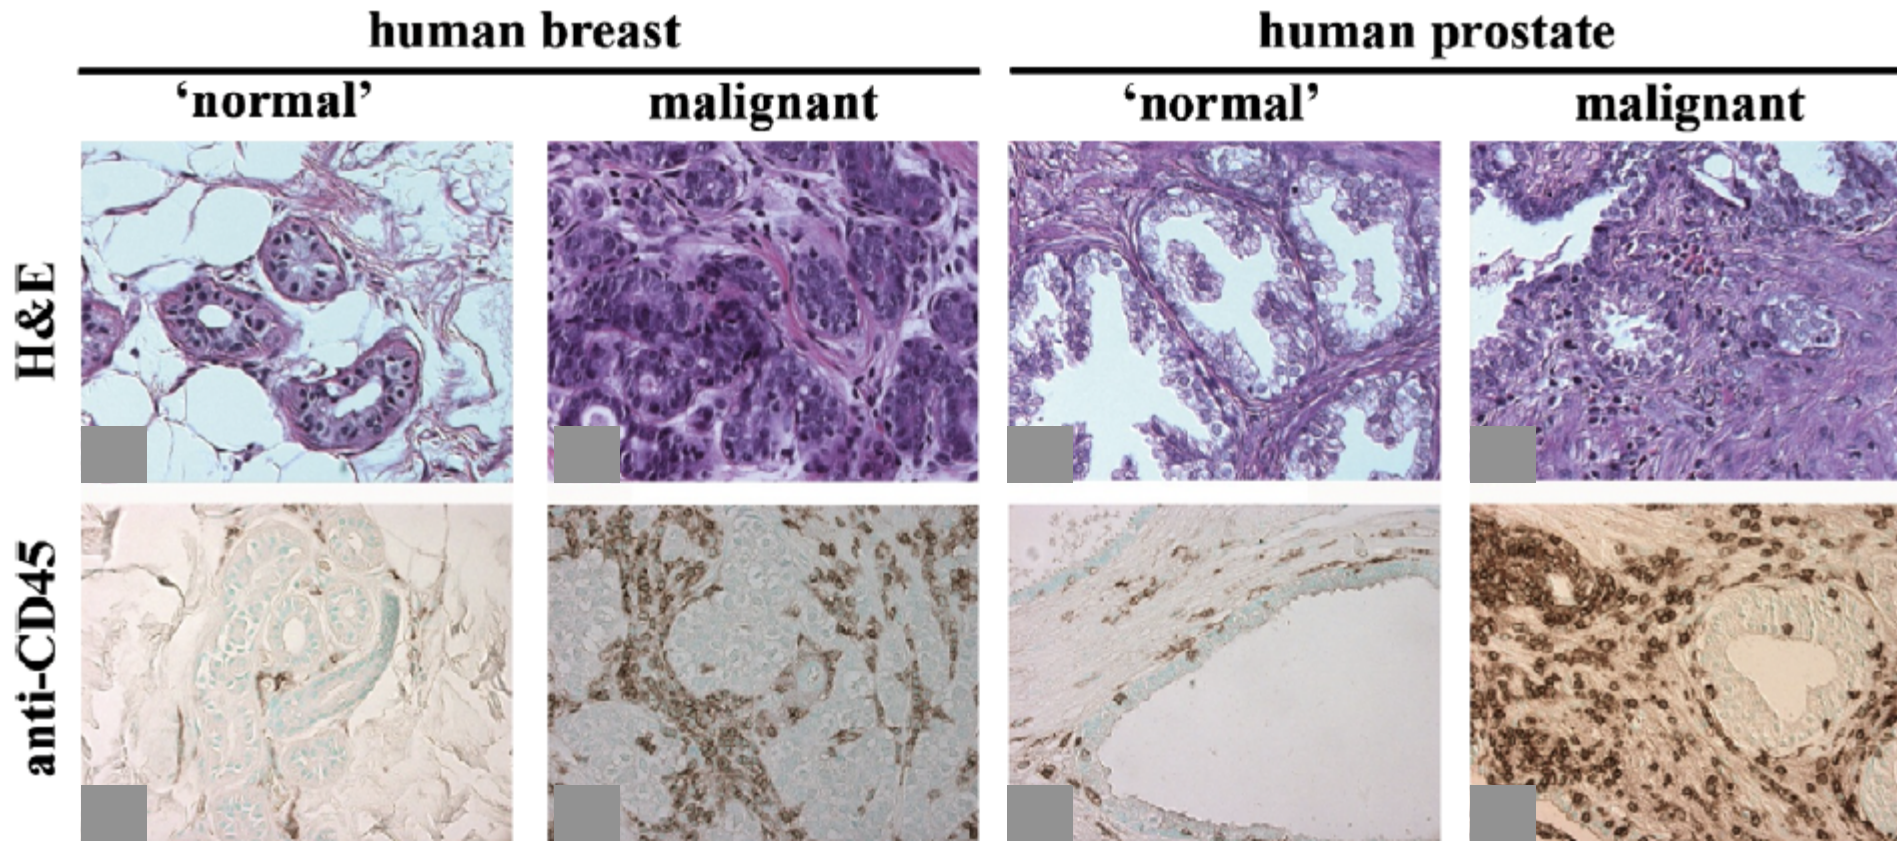 human breast
human prostate
‘normal’
malignant
‘normal’
malignant
H&E
anti-CD45